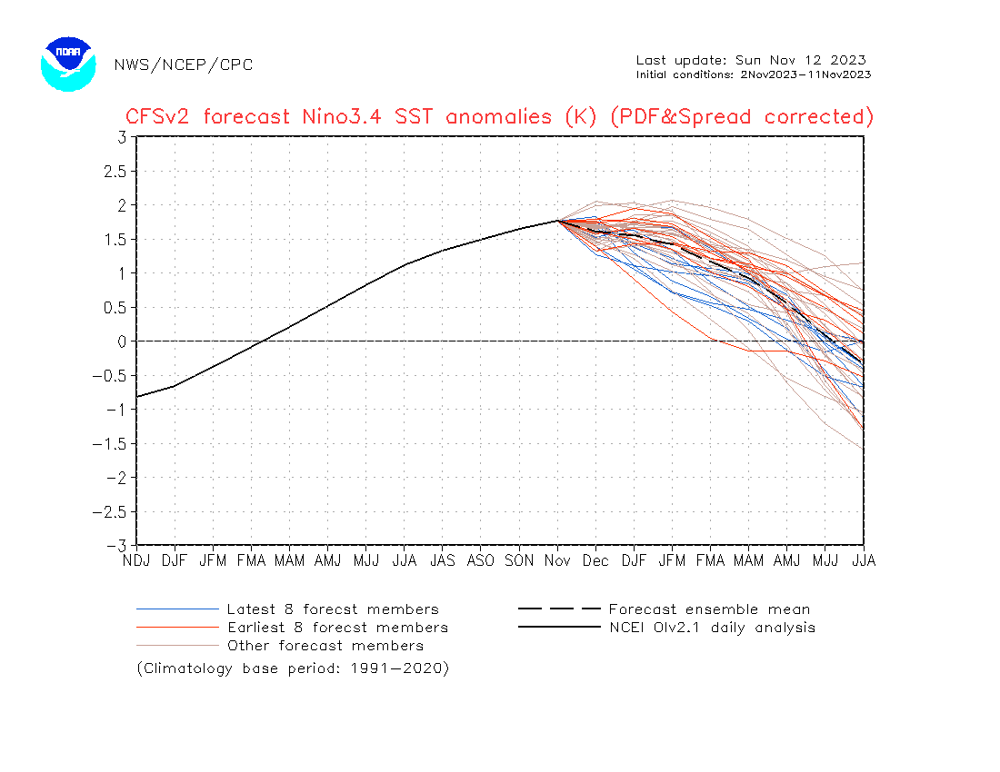 NOAA
NWS/NCEP/CPC
Last update: Sun Nov 12 2023
Initial conditions: 2Nov2023-11Nov2023
CFSv2 forecast Nino3.4 SST anomalies (K) (PDF&Spread corrected)
3
2.5
2
1.5
1
0.5
0
-0.5
-1
-1.5
-2
-2.5
-3
NDJ DJF JFM FMA MAM AMJ MJJ JJA JAS ASO SON Nov Dec DJF JFM FMA MAM AMJ MJJ JJA
Latest 8 forecst members
Earliest 8 forecst members
Other forecast members
(Climatology base period: 1991-2020)
Forecast ensemble mean
NCEI OIv2.1 daily analysis